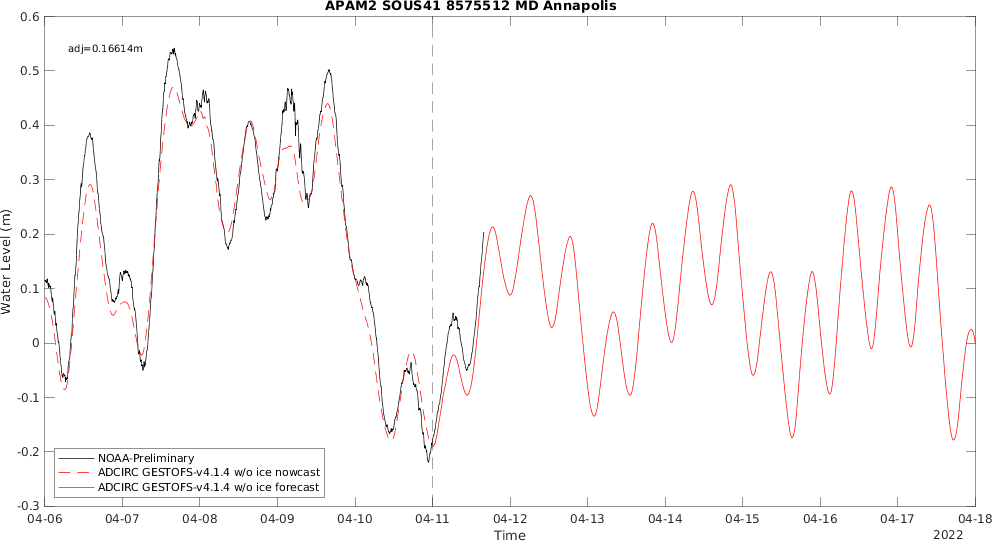 APAM2 SOUS41 8575512 MD Annapolis
0.6
adj=0.16614m
0.5
0.4
0.3
0.2
0.1
0
-0.1
-0.2
-0.3
Water Level (m)
NOAA-Preliminary
ADCIRC GESTOFS-v4.1.4 w/o ice nowcast
ADCIRC GESTOFS-v4.1.4 w/o ice forecast
04-06 04-07 04-08 04-09 04-10 04-11 04-12 04-13 04-14 04-15 04-16 04-17 04-18
Time
2022